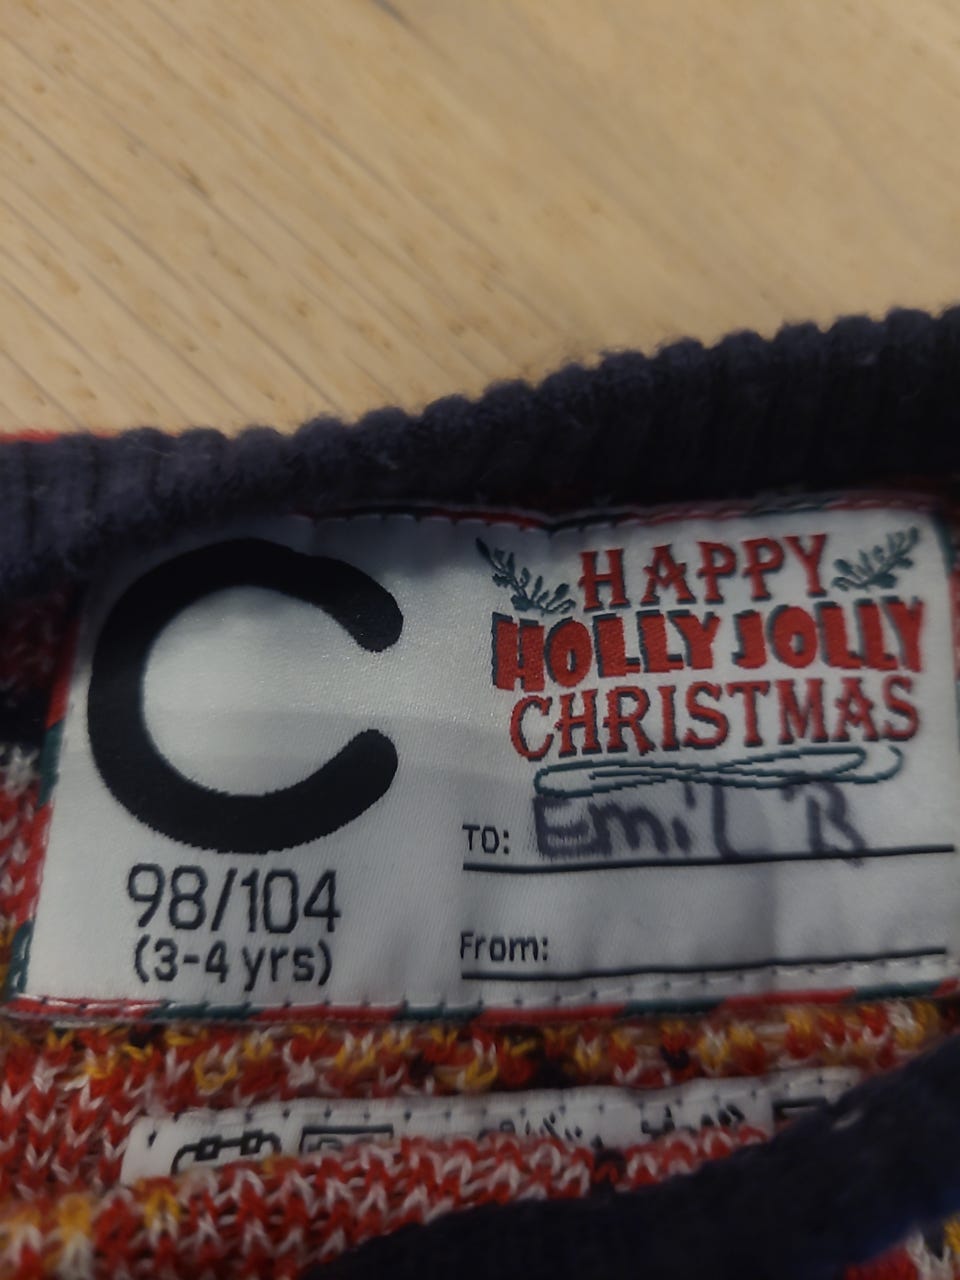 C
98/104
(3-4 yrs)
HAPPY
HOLLY JOLLY
CHRISTMAS
TO: Emil B
From: